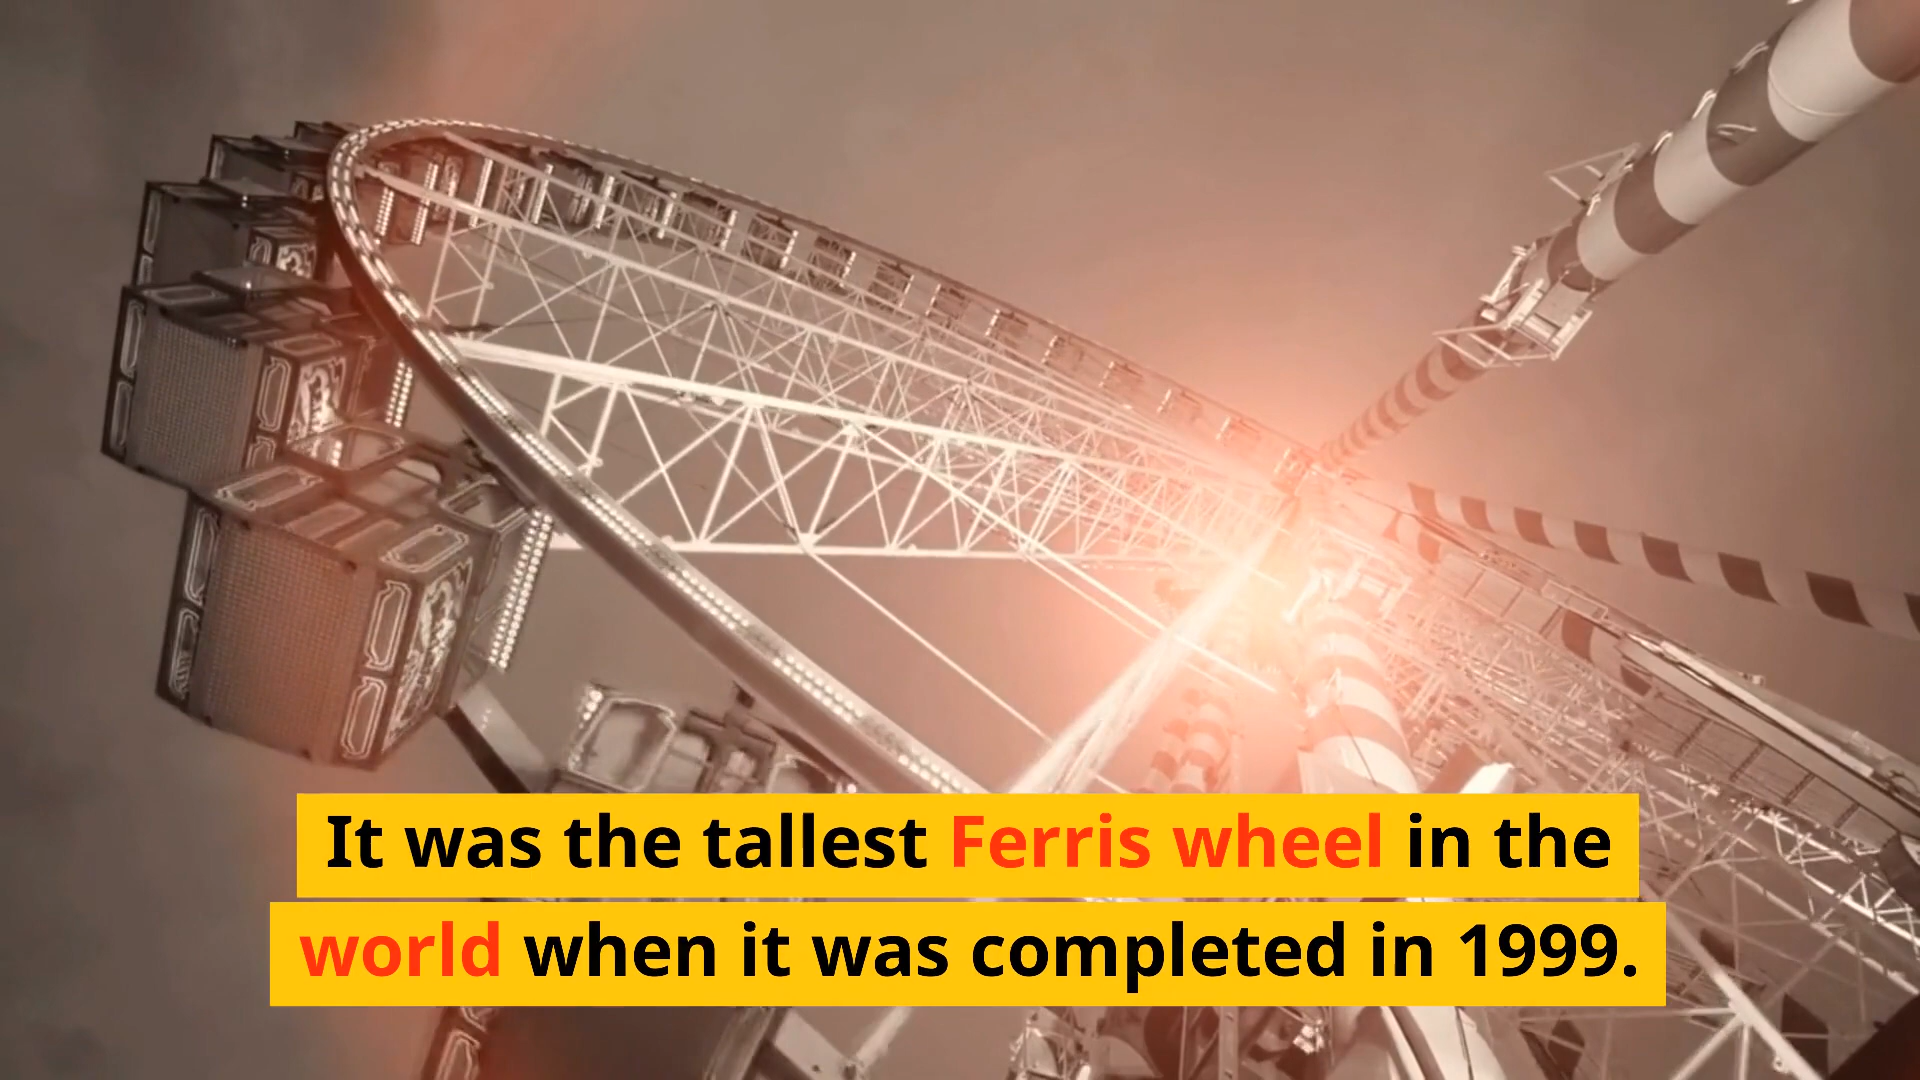 It was the tallest Ferris wheel in the
world when it was completed in 1999.